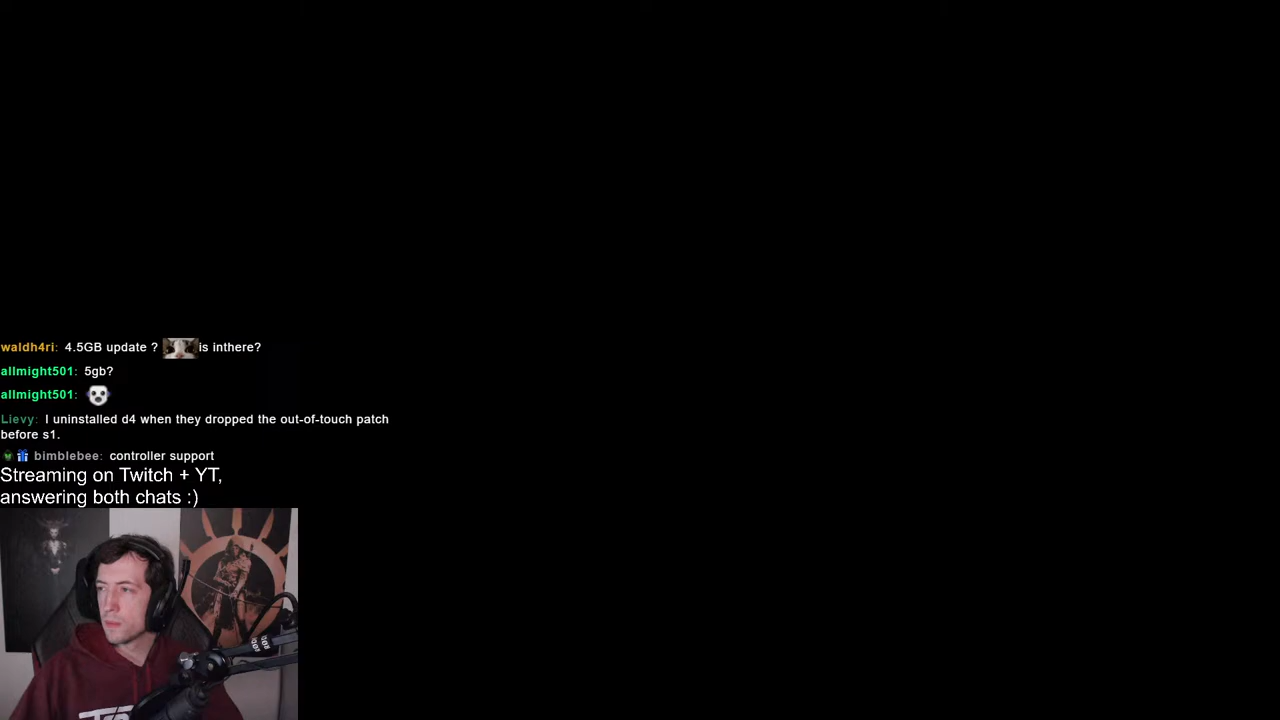 waldh4ri: 4.5GB update ? is inthere?
allmight501: 5gb?
allmight501:
Lievy: I uninstalled d4 when they dropped the out-of-touch patch
before s1.
bimblebee: controller support
Streaming on Twitch + YT,
answering both chats :)